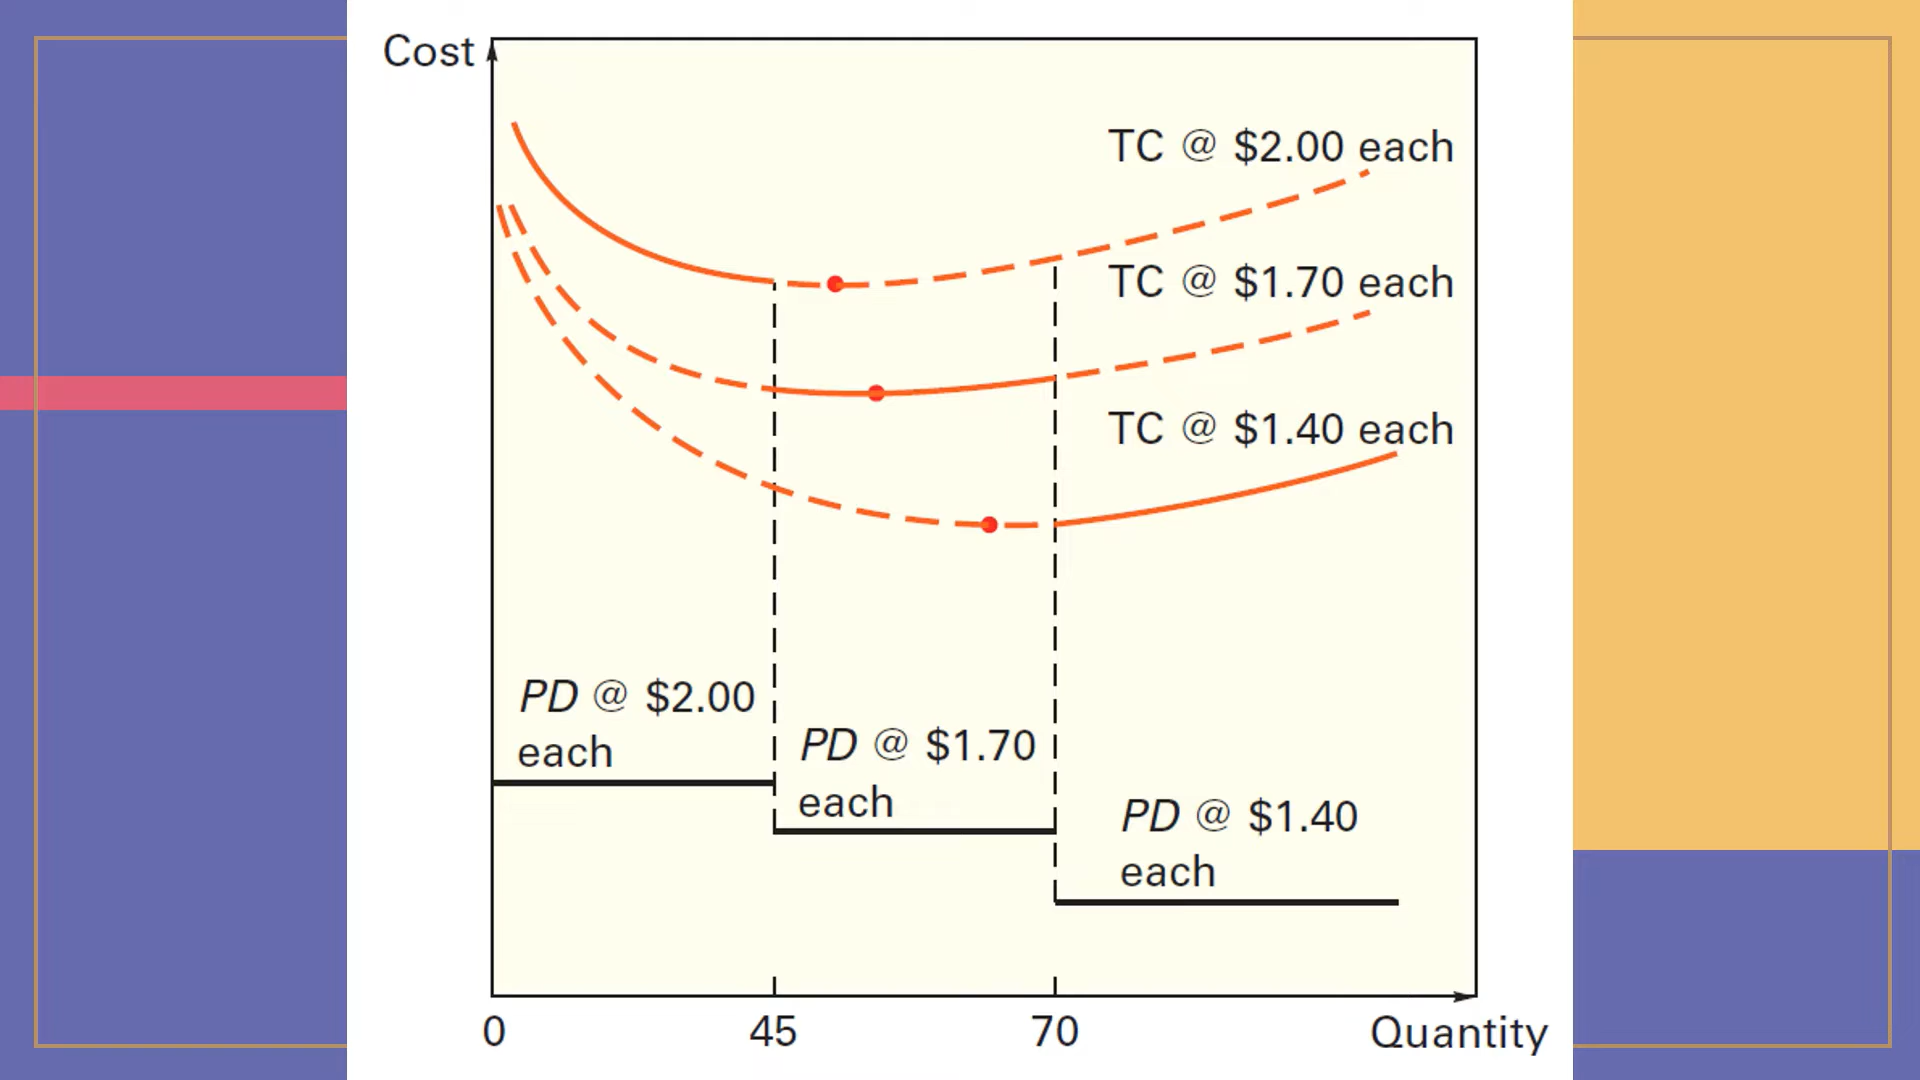 Cost
TC @ $2.00 each
TC @ $1.70 each
TC @ $1.40 each
PD @ $2.00
each
PD @ $1.70
each
PD @ $1.40
each
0
45
70
Quantity